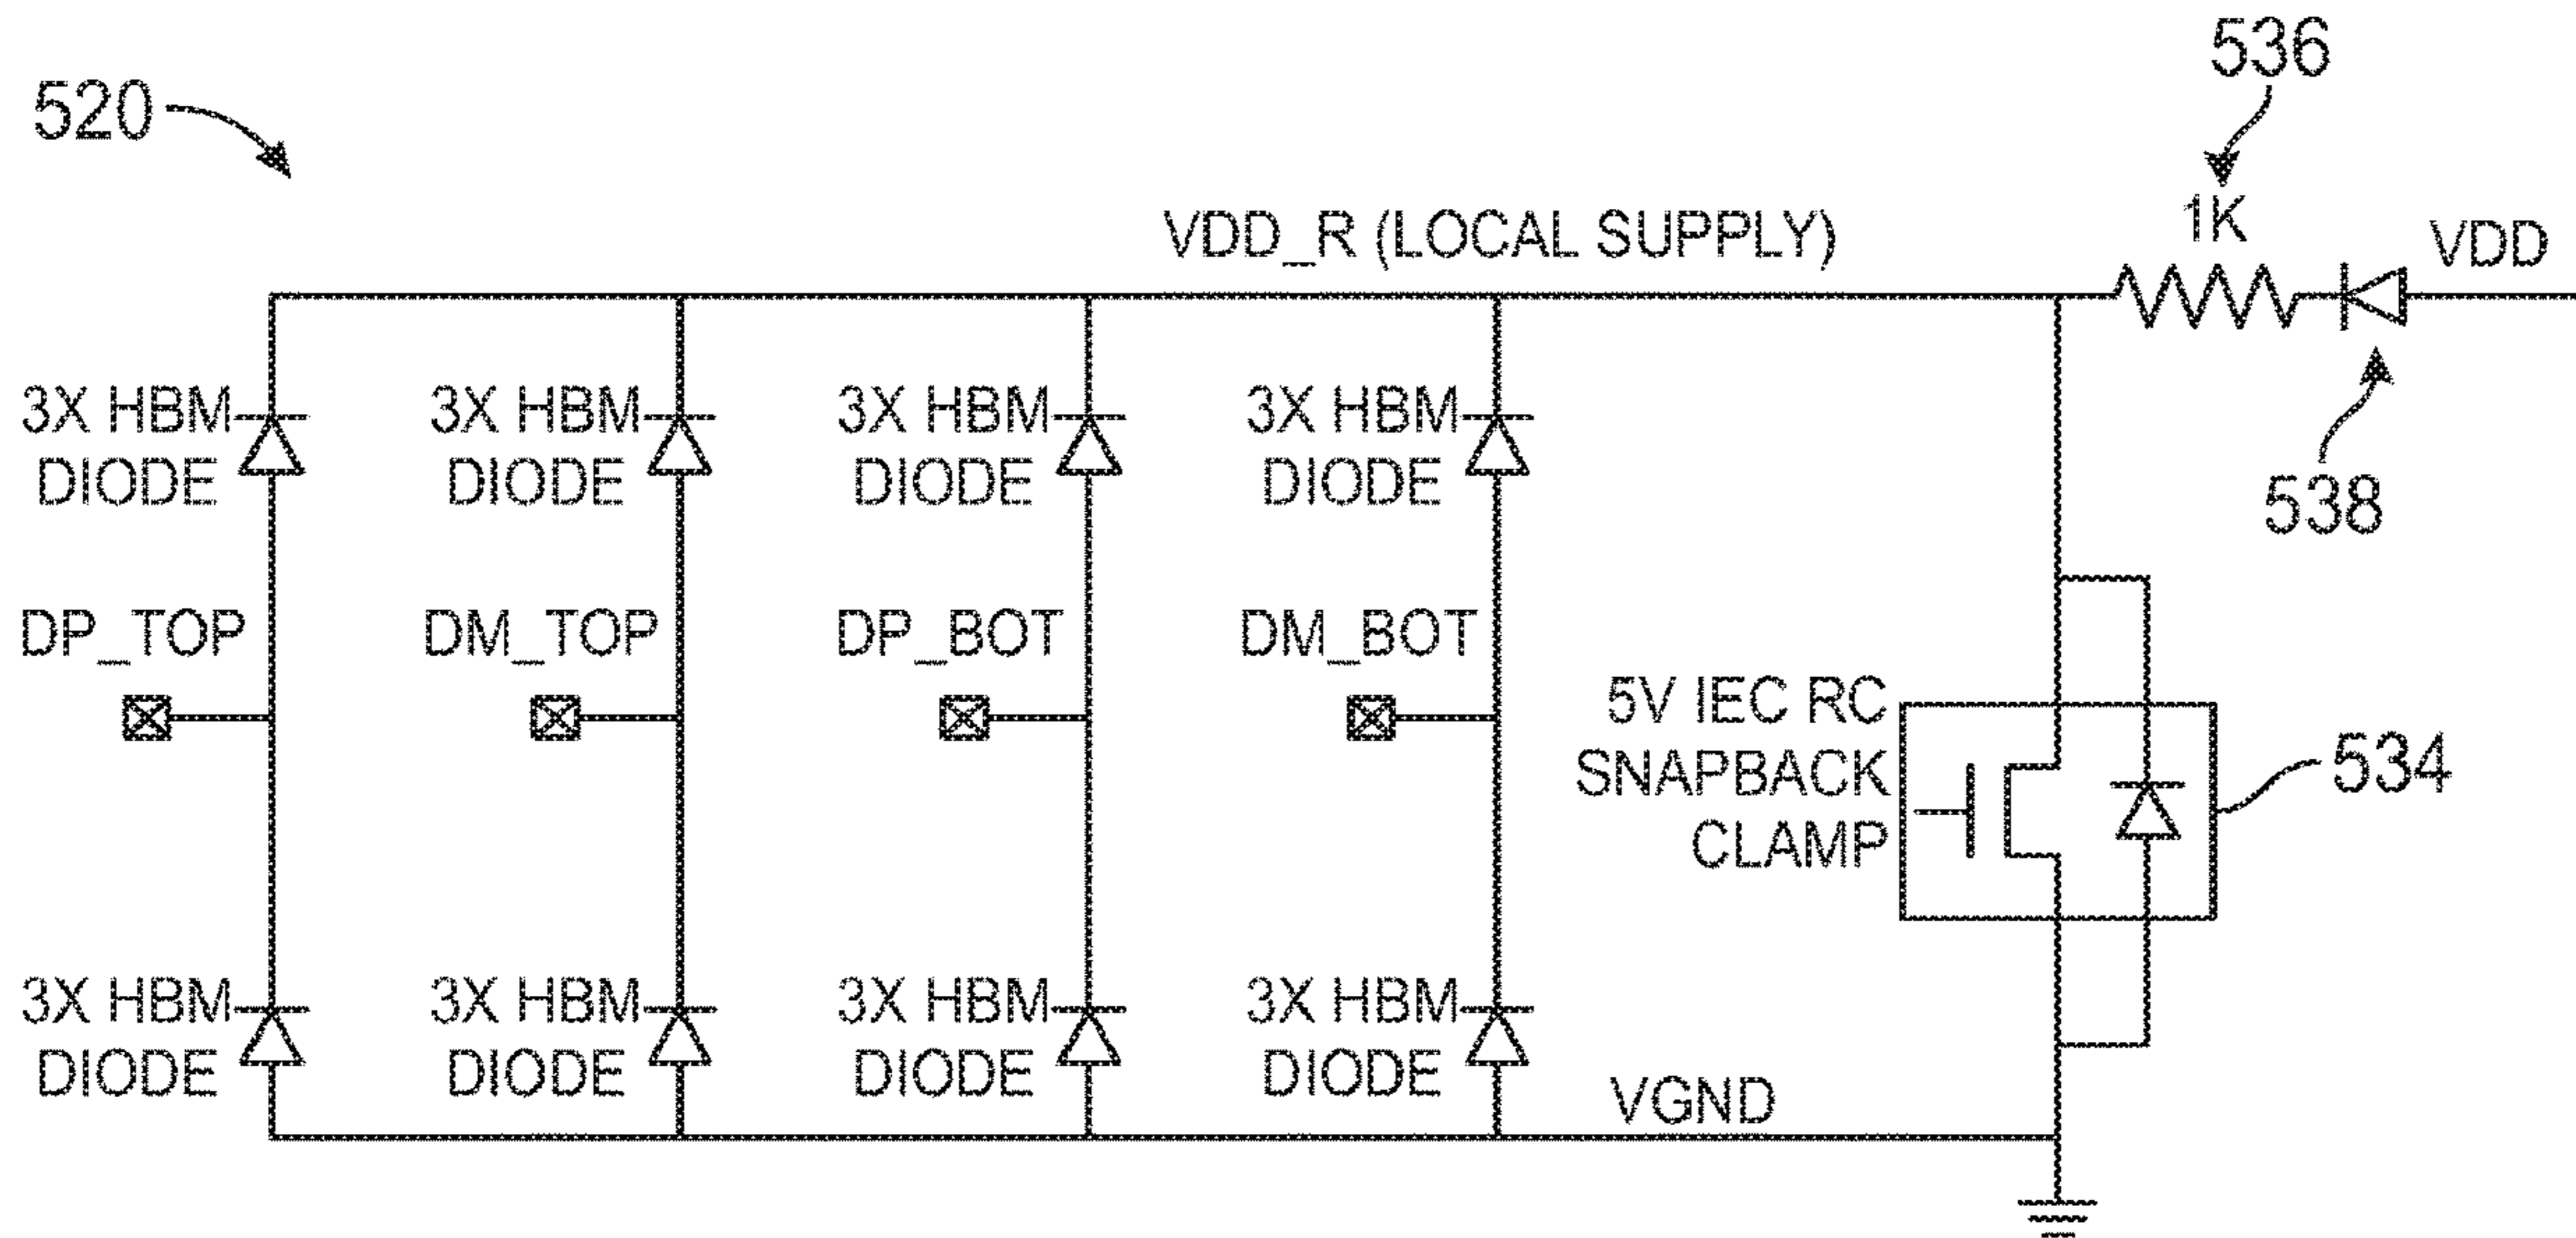 536
520
1K
VDD_R (LOCAL SUPPLY)
VDD
3X HBM
DIODE
3X HBM
DIODE
3X HBM
DIODE
3X HBM
DIODE
538
DP_TOP
DM_TOP
DP_BOT
DM_BOT
5V IEC RC
SNAPBACK
CLAMP
534
3X HBM
DIODE
3X HBM
DIODE
3X HBM
DIODE
3X HBM
DIODE
VGND